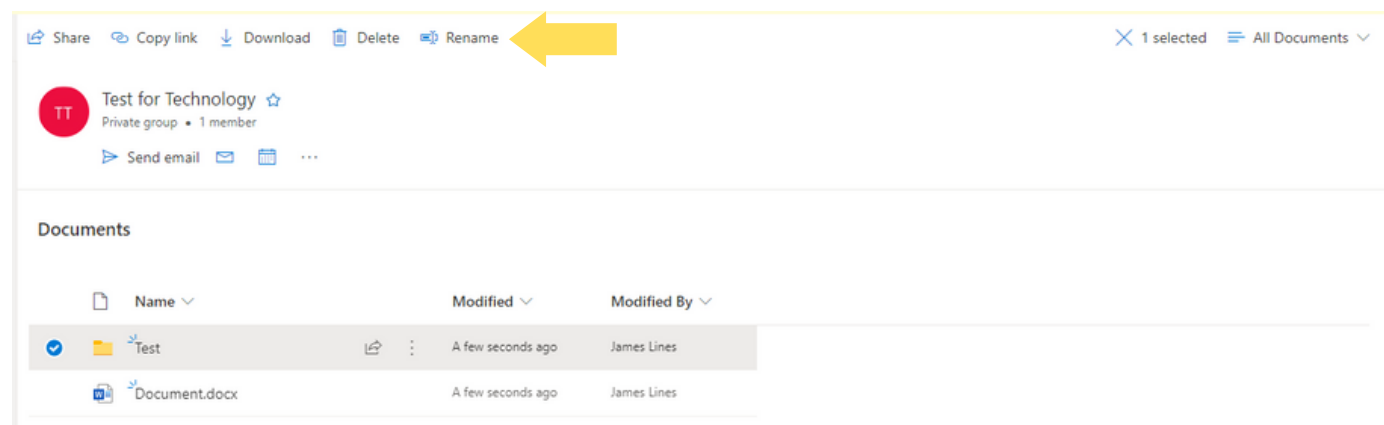 Share Copy link Download Delete Rename 1 selected All Documents
TT Test for Technology
Private group • 1 member
Send email ...
Documents
Name Modified Modified By
Test A few seconds ago James Lines
Document.docx A few seconds ago James Lines